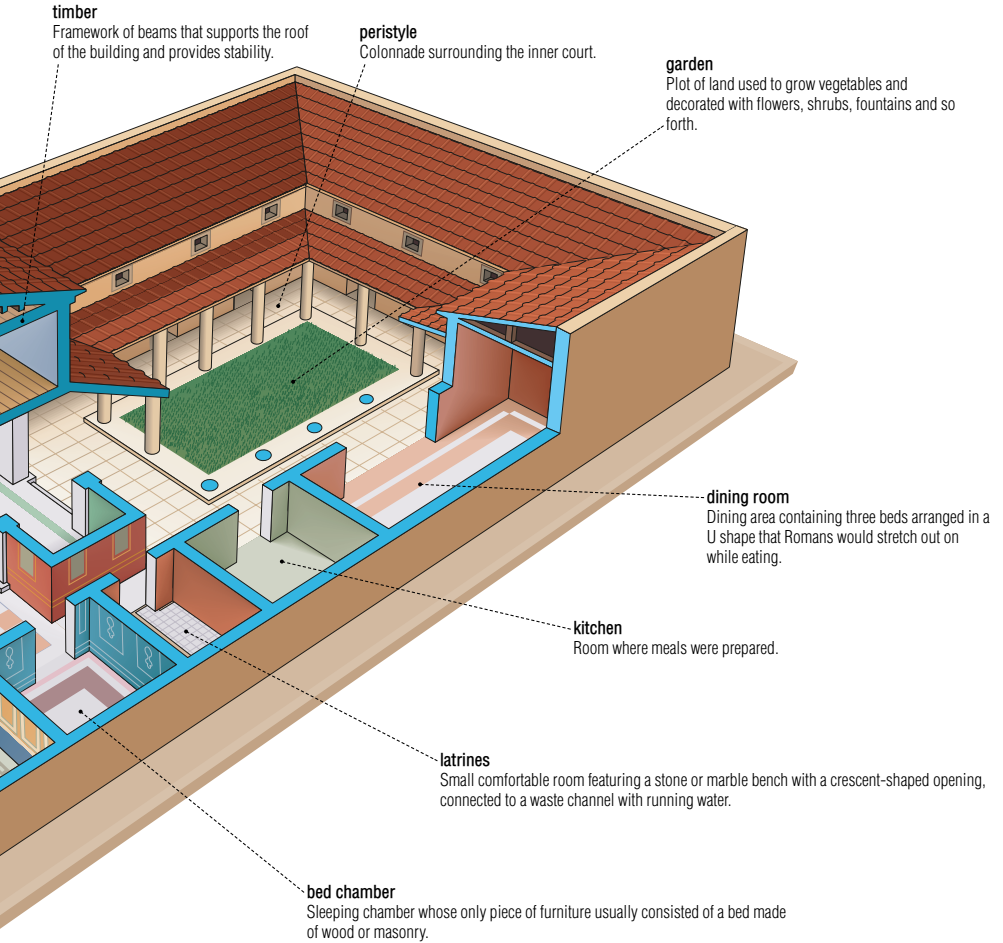 timber
Framework of beams that supports the roof
of the building and provides stability.
peristyle
Colonnade surrounding the inner court.
garden
Plot of land used to grow vegetables and
decorated with flowers, shrubs, fountains and so
forth.
dining room
Dining area containing three beds arranged in a
U shape that Romans would stretch out on
while eating.
kitchen
Room where meals were prepared.
latrines
Small comfortable room featuring a stone or marble bench with a crescent-shaped opening,
connected to a waste channel with running water.
bed chamber
Sleeping chamber whose only piece of furniture usually consisted of a bed made
of wood or masonry.